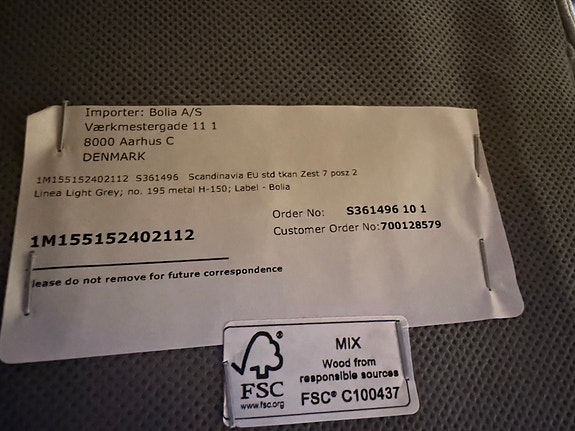 Importer: Bolia A/S
Værkmestergade 11 1
8000 Aarhus C
DENMARK
1M155152402112 S361496 Scandinavia EU std tkan Zest 7 posz 2
Linea Light Grey; no. 195 metal H-150; Label - Bolia
Order No: S361496 10 1
Customer Order No:700128579
1M155152402112
lease do not remove for future correspondence
FSC
www.fsc.org
MIX
Wood from
responsible sources
FSC® C100437